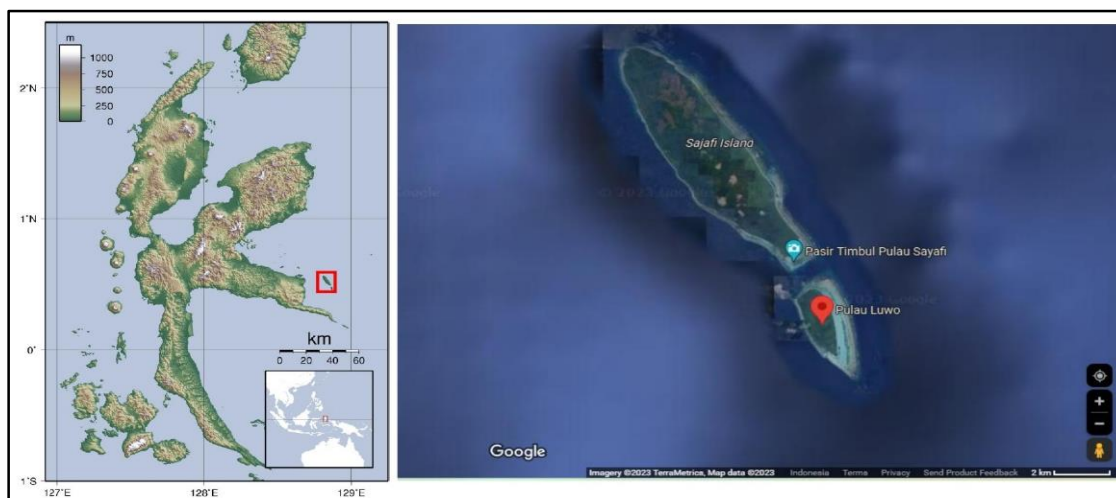 m
1000
750
500
250
0
2°N
1°N
0°
1°S
127°E
128°E
129°E
km
0 20 40 60
Sajafi Island
Google
Pasir Timbul Pulau Sayafi
Google
Pulau Luwo
Google
Imagery ©2023 TerraMetrics, Map data ©2023 Indonesia Terms Privacy Send Product Feedback 2 km